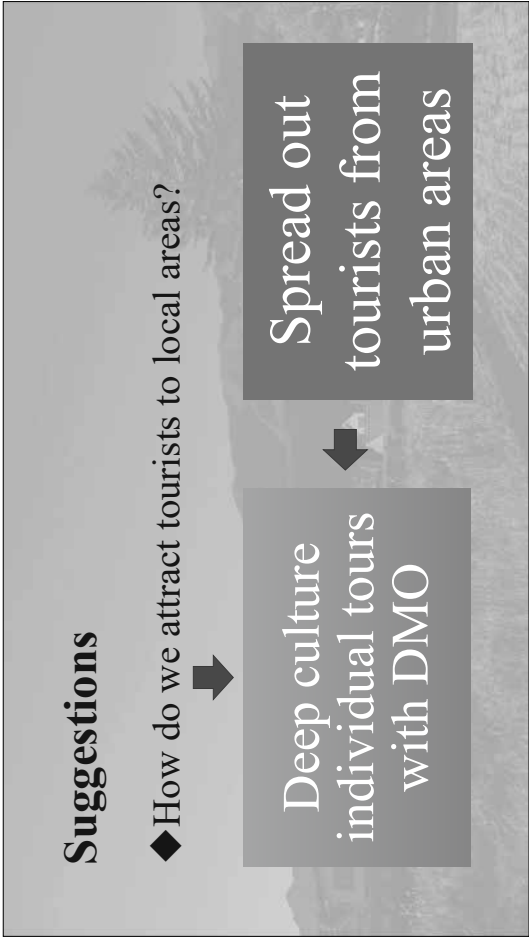 Suggestions
◆How do we attract tourists to local areas?
Deep culture
individual tours
with DMO
Spread out
tourists from
urban areas